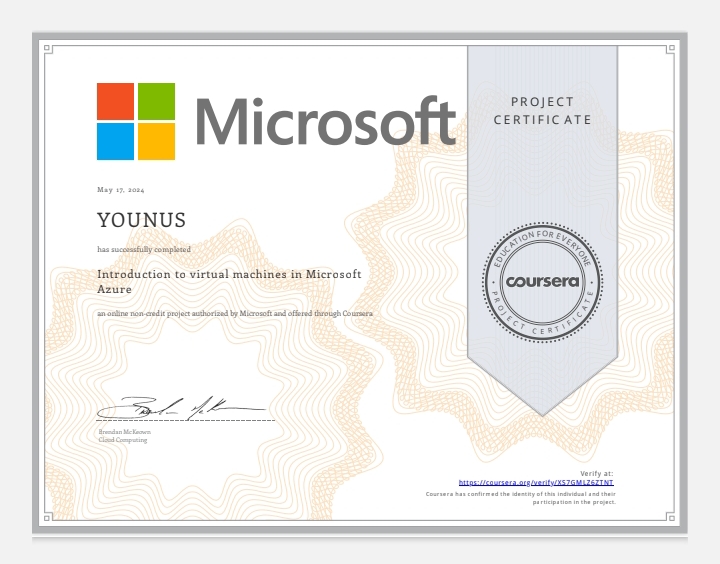 Microsoft
PROJECT
CERTIFICATE
May 17, 2024
YOUNUS
has successfully completed
Introduction to virtual machines in Microsoft
Azure
an online non-credit project authorized by Microsoft and offered through Coursera
EDUCATION FOR EVERYONE
coursera
PROJECT CERTIFICATE
Brendan McKeown
Cloud Computing
Verify at:
https://coursera.org/verify/XS7GMLZ6ZTNT
Coursera has confirmed the identity of this individual and their
participation in the project.